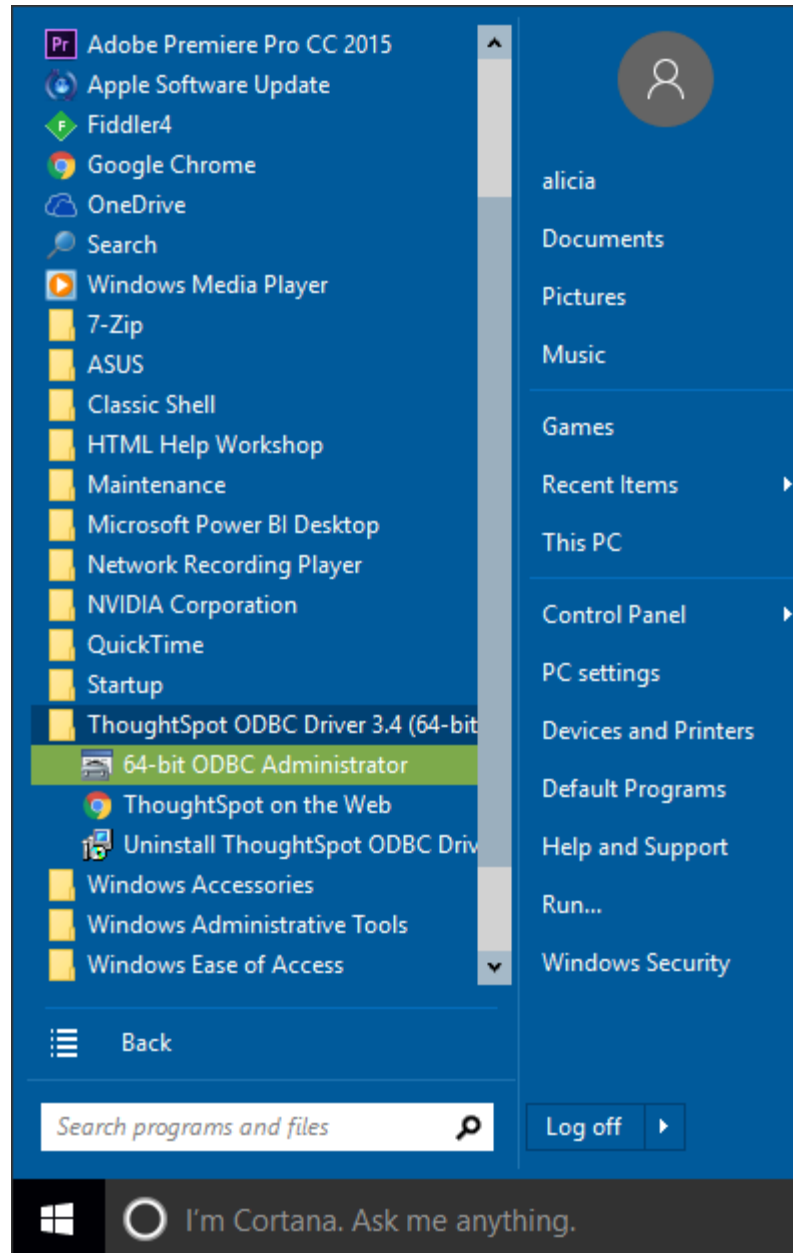 Pr Adobe Premiere Pro CC 2015
Apple Software Update
F Fiddler4
Google Chrome
OneDrive
Search
Windows Media Player
7-Zip
ASUS
Classic Shell
HTML Help Workshop
Maintenance
Microsoft Power BI Desktop
Network Recording Player
NVIDIA Corporation
QuickTime
Startup
ThoughtSpot ODBC Driver 3.4 (64-bit
64-bit ODBC Administrator
ThoughtSpot on the Web
Uninstall ThoughtSpot ODBC Driv
Windows Accessories
Windows Administrative Tools
Windows Ease of Access
Back
Search programs and files
alicia
Documents
Pictures
Music
Games
Recent Items
This PC
Control Panel
PC settings
Devices and Printers
Default Programs
Help and Support
Run...
Windows Security
Log off
I'm Cortana. Ask me anything.